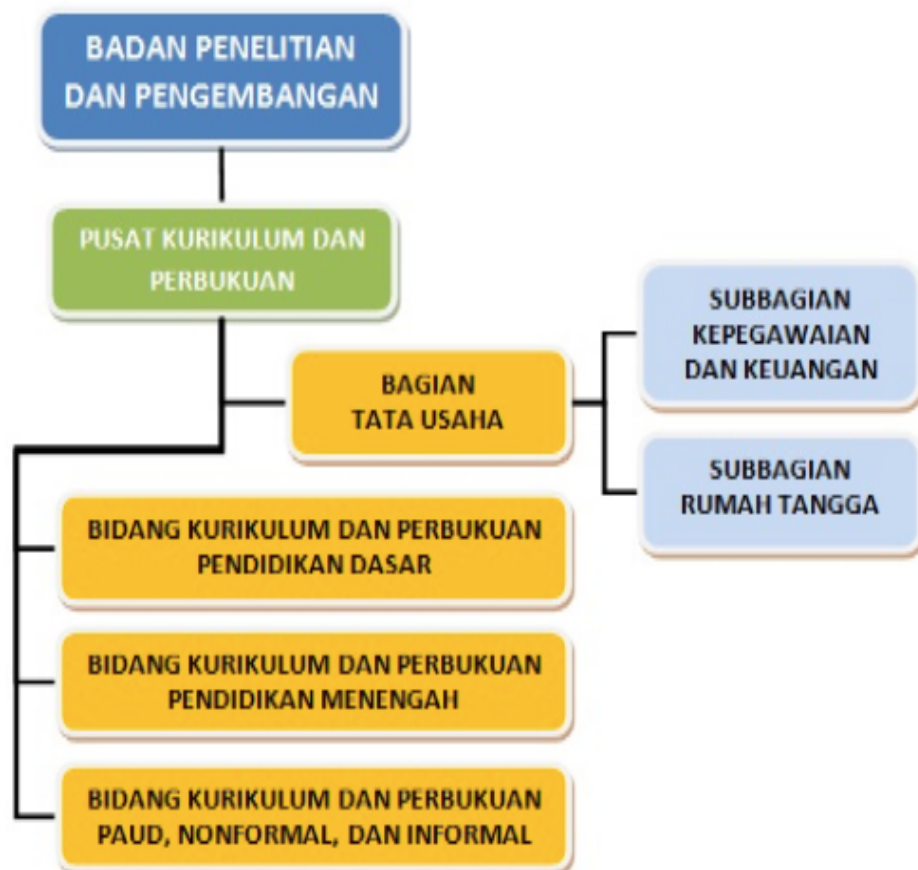 BADAN PENELITIAN
DAN PENGEMBANGAN
PUSAT KURIKULUM DAN
PERBUKUAN
BAGIAN
TATA USAHA
SUBBAGIAN
KEPEGAWAIAN
DAN KEUANGAN
SUBBAGIAN
RUMAH TANGGA
BIDANG KURIKULUM DAN PERBUKUAN
PENDIDIKAN DASAR
BIDANG KURIKULUM DAN PERBUKUAN
PENDIDIKAN MENENGAH
BIDANG KURIKULUM DAN PERBUKUAN
PAUD, NONFORMAL, DAN INFORMAL